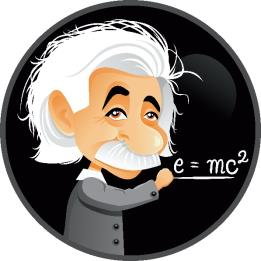 e = mc²